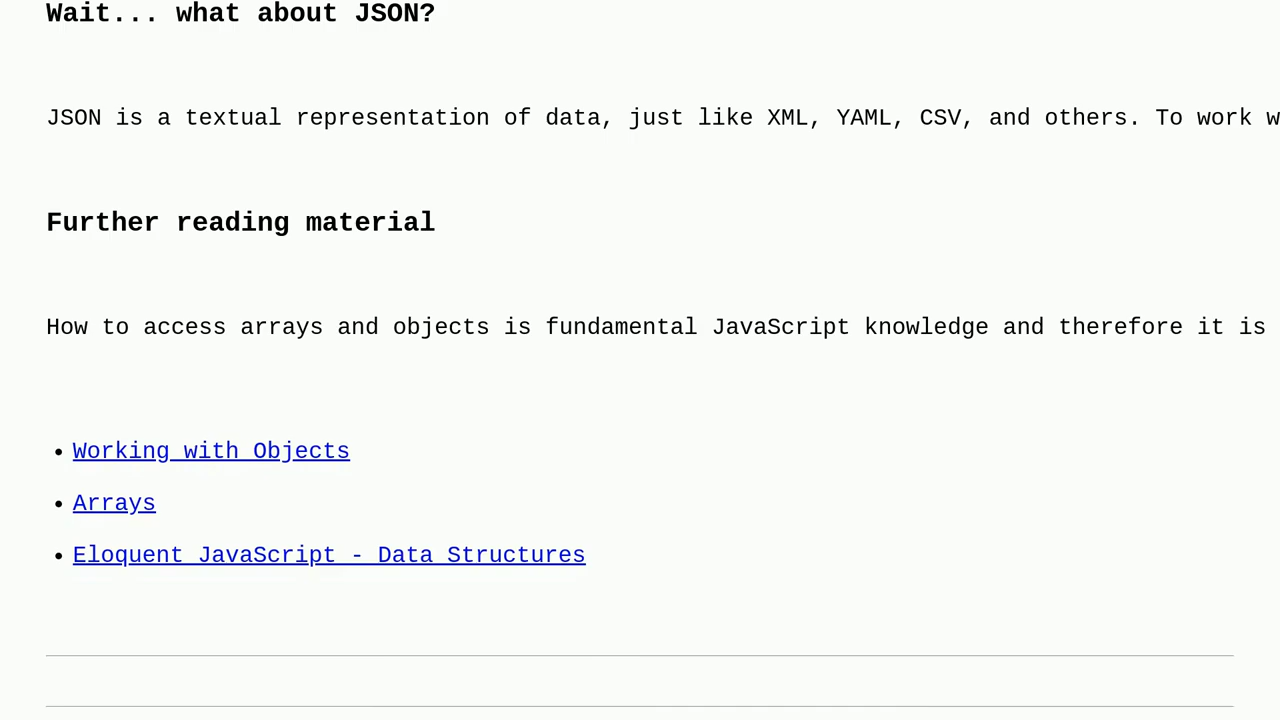 Wait... what about JSON?
JSON is a textual representation of data, just like XML, YAML, CSV, and others. To work w
Further reading material
How to access arrays and objects is fundamental JavaScript knowledge and therefore it is
• Working with Objects
• Arrays
• Eloquent JavaScript - Data Structures